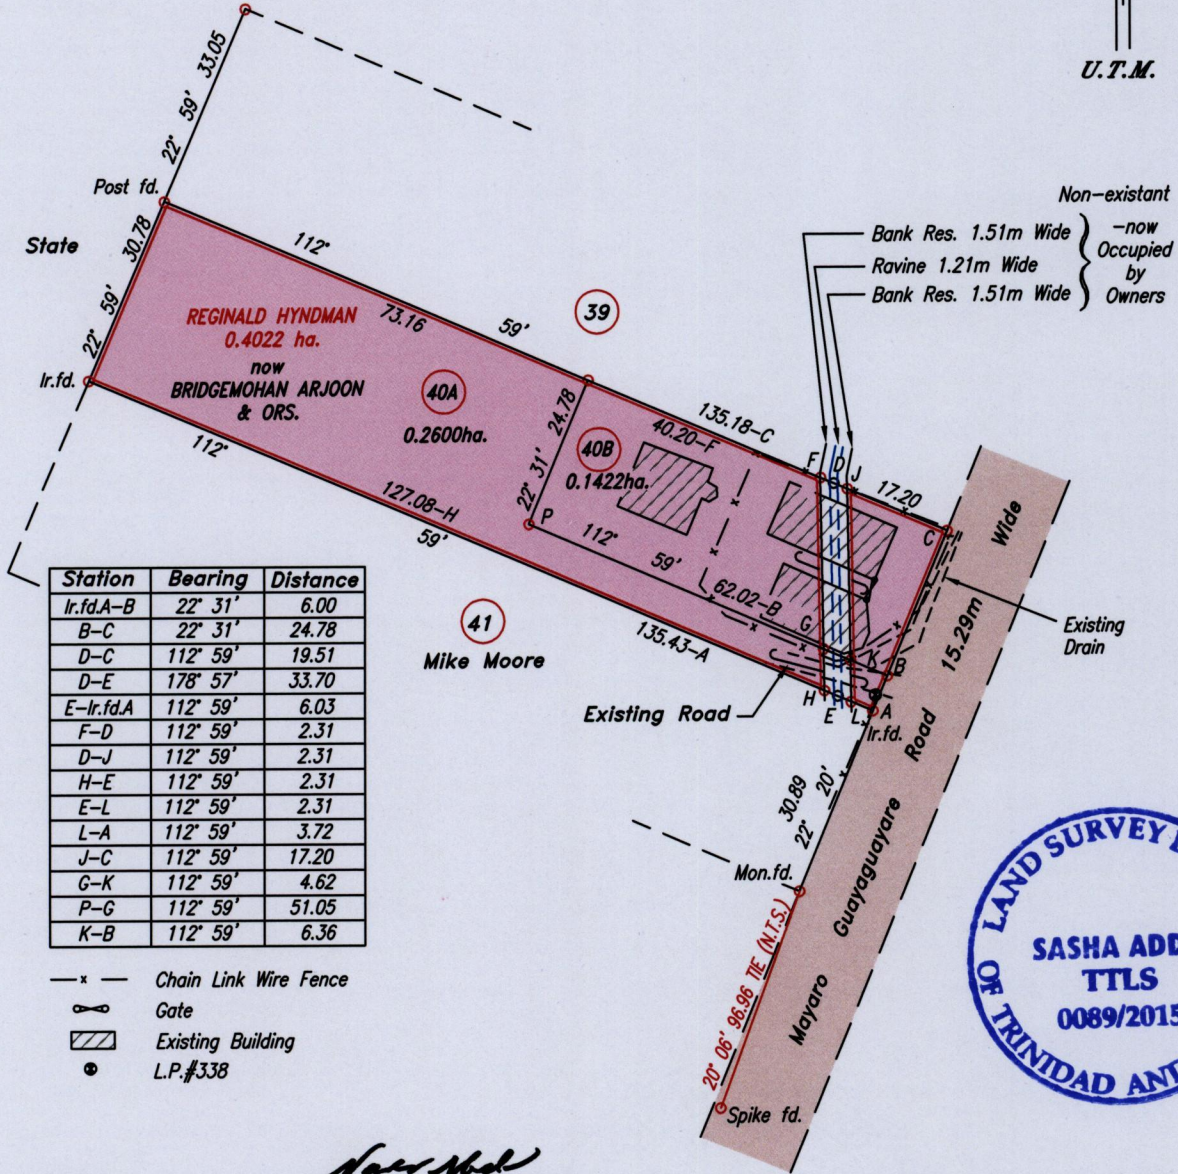 U.T.M.
22° 59' 33.05
Post fd.
State
22° 59' 30.78
Ir.fd.
112° 73.16 59'
REGINALD HYNDMAN
0.4022 ha.
now
BRIDGEMOHAN ARJOON
& ORS.
40A
0.2600ha.
39
Non-existant
-now
Occupied
by
Owners
Bank Res. 1.51m Wide
Ravine 1.21m Wide
Bank Res. 1.51m Wide
135.18-C
40.20-F
22° 31' 24.78
40B
0.1422ha.
F
D
J
17.20
C
P
112° 59' 62.02-B
112° 127.08-H 59'
135.43-A
G
K
B
H
E
L
A
Ir.fd.
Existing Road
Existing
Drain
15.29m Wide
41
Mike Moore
Station Bearing Distance
Ir.fd.A-B 22° 31' 6.00
B-C 22° 31' 24.78
D-C 112° 59' 19.51
D-E 178° 57' 33.70
E-Ir.fd.A 112° 59' 6.03
F-D 112° 59' 2.31
D-J 112° 59' 2.31
H-E 112° 59' 2.31
E-L 112° 59' 2.31
L-A 112° 59' 3.72
J-C 112° 59' 17.20
G-K 112° 59' 4.62
P-G 112° 59' 51.05
K-B 112° 59' 6.36
22° 20' 30.89
Mon.fd.
20° 06' 96.96 TIE (N.T.S.)
Spike fd.
Mayaro Guayaguayare Road
x Chain Link Wire Fence
Gate
Existing Building
L.P.#338
LAND SURVEY
SASHA ADD
TTLS
0089/2015
OF TRINIDAD AND